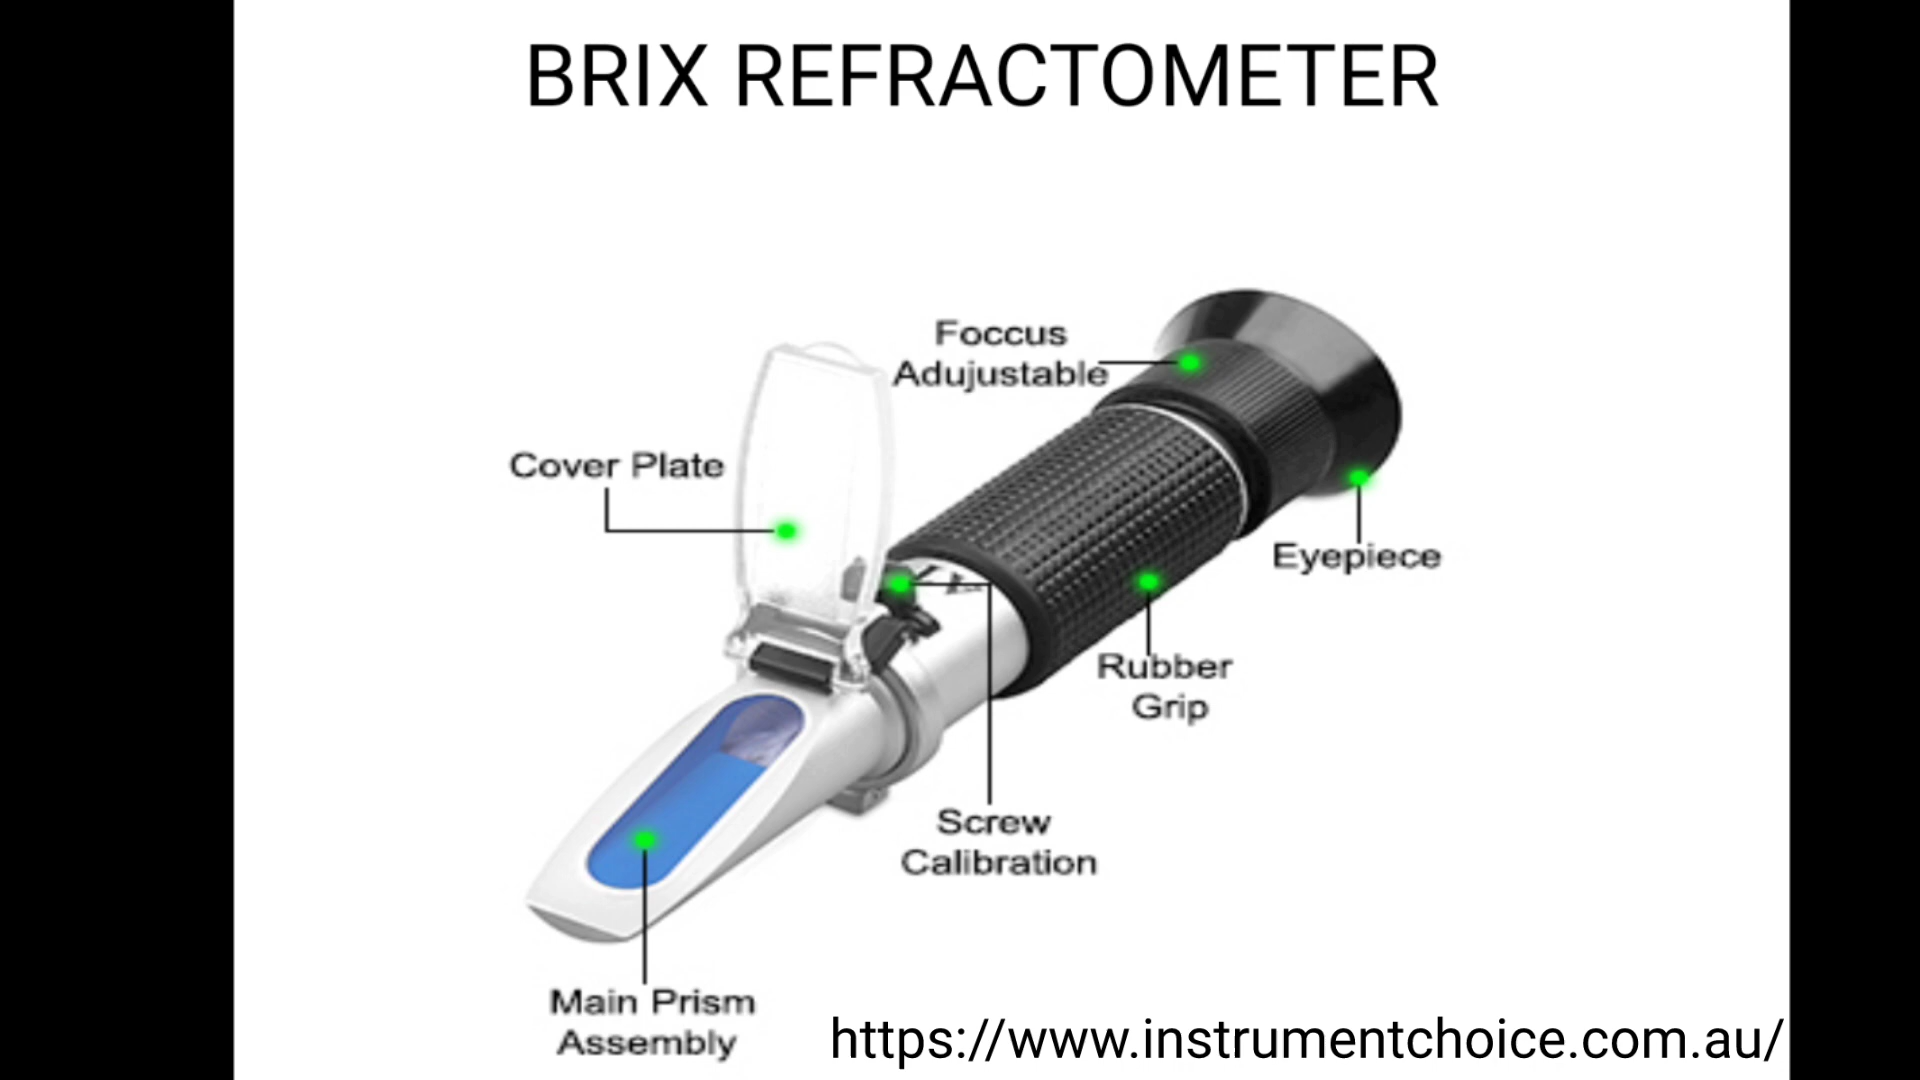 BRIX REFRACTOMETER
Foccus
Adujustable
Cover Plate
Eyepiece
Rubber
Grip
Screw
Calibration
Main Prism
Assembly
https://www.instrumentchoice.com.au/